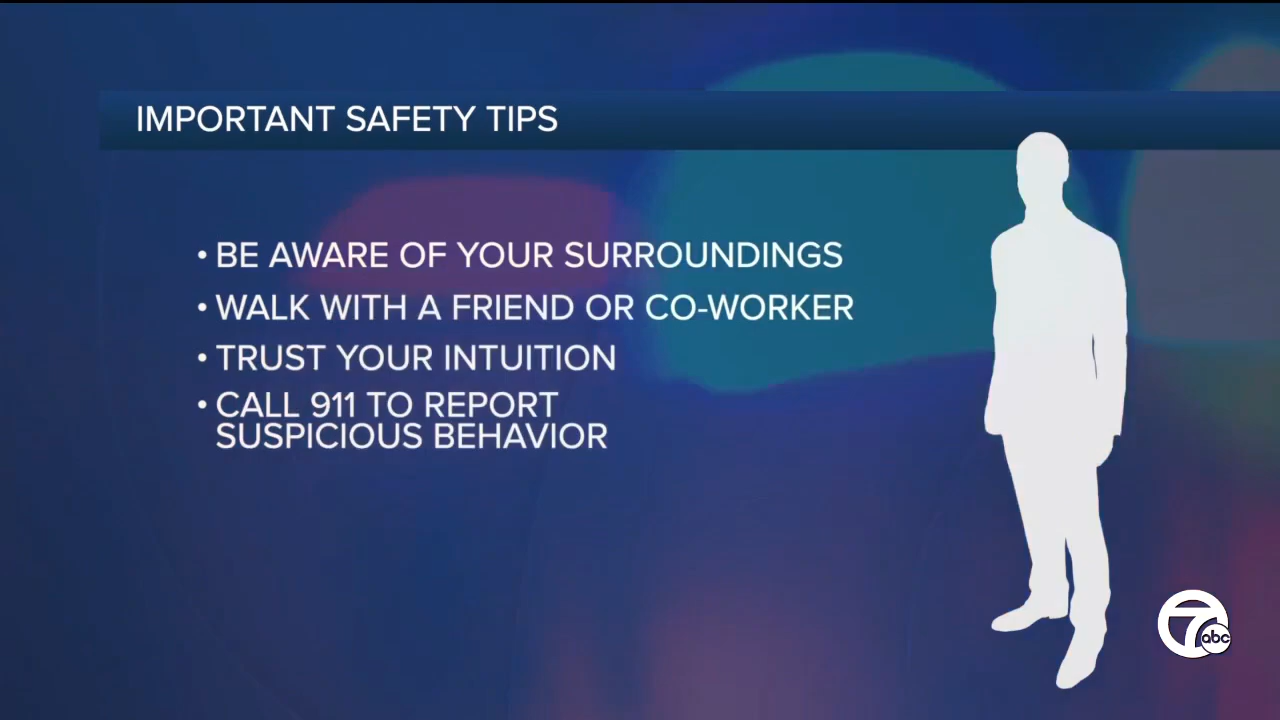 IMPORTANT SAFETY TIPS
• BE AWARE OF YOUR SURROUNDINGS
• WALK WITH A FRIEND OR CO-WORKER
• TRUST YOUR INTUITION
• CALL 911 TO REPORT
SUSPICIOUS BEHAVIOR
7 abc